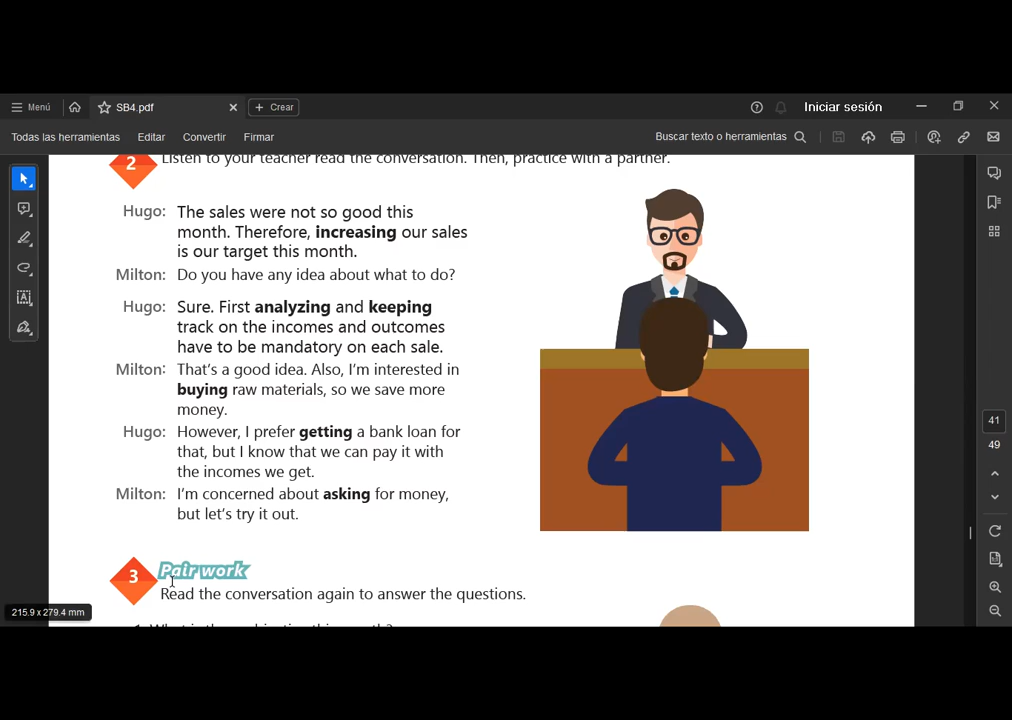 Menú
SB4.pdf
Crear
Iniciar sesión
Todas las herramientas
Editar
Convertir
Firmar
Buscar texto o herramientas
2 Listen to your teacher read the conversation. Then, practice with a partner.
Hugo: The sales were not so good this
month. Therefore, increasing our sales
is our target this month.
Milton: Do you have any idea about what to do?
Hugo: Sure. First analyzing and keeping
track on the incomes and outcomes
have to be mandatory on each sale.
Milton: That's a good idea. Also, I'm interested in
buying raw materials, so we save more
money.
Hugo: However, I prefer getting a bank loan for
that, but I know that we can pay it with
the incomes we get.
Milton: I'm concerned about asking for money,
but let's try it out.
3 Pair work
Read the conversation again to answer the questions.
215.9 x 279.4 mm
41
49